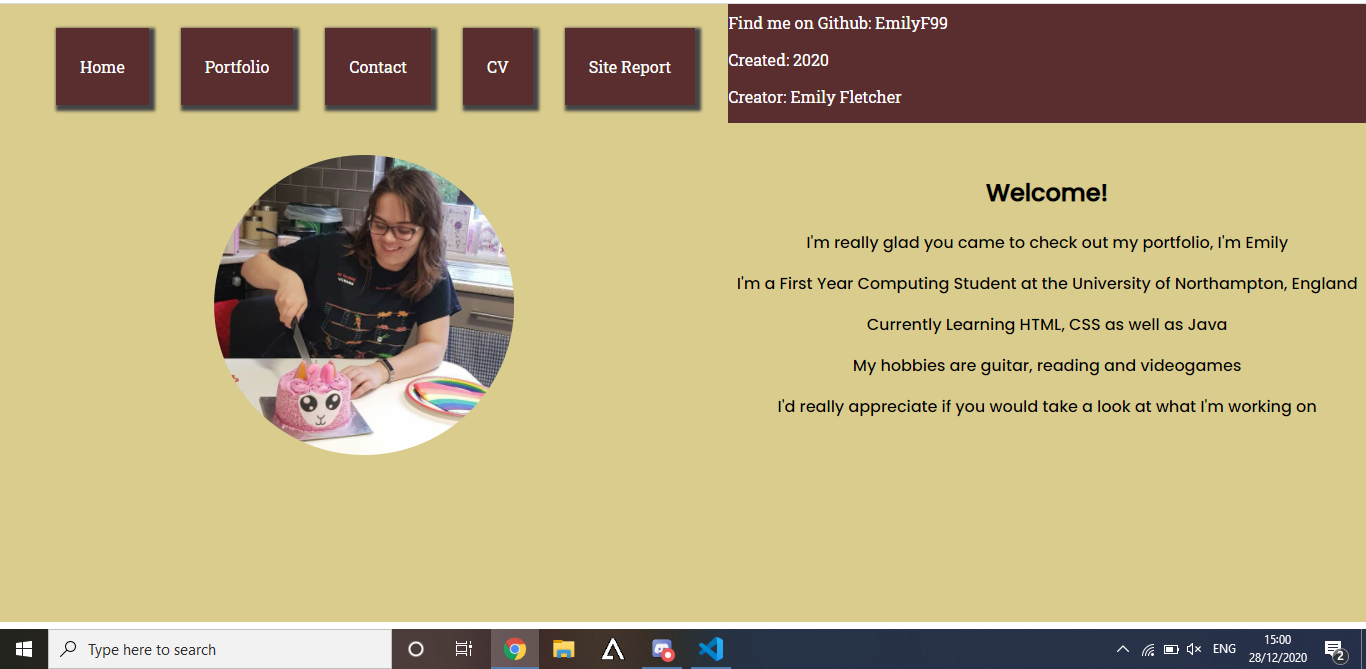 Home
Portfolio
Contact
CV
Site Report
Find me on Github: EmilyF99
Created: 2020
Creator: Emily Fletcher
Welcome!
I'm really glad you came to check out my portfolio, I'm Emily
I'm a First Year Computing Student at the University of Northampton, England
Currently Learning HTML, CSS as well as Java
My hobbies are guitar, reading and videogames
I'd really appreciate if you would take a look at what I'm working on
Type here to search
ENG
15:00
28/12/2020
2